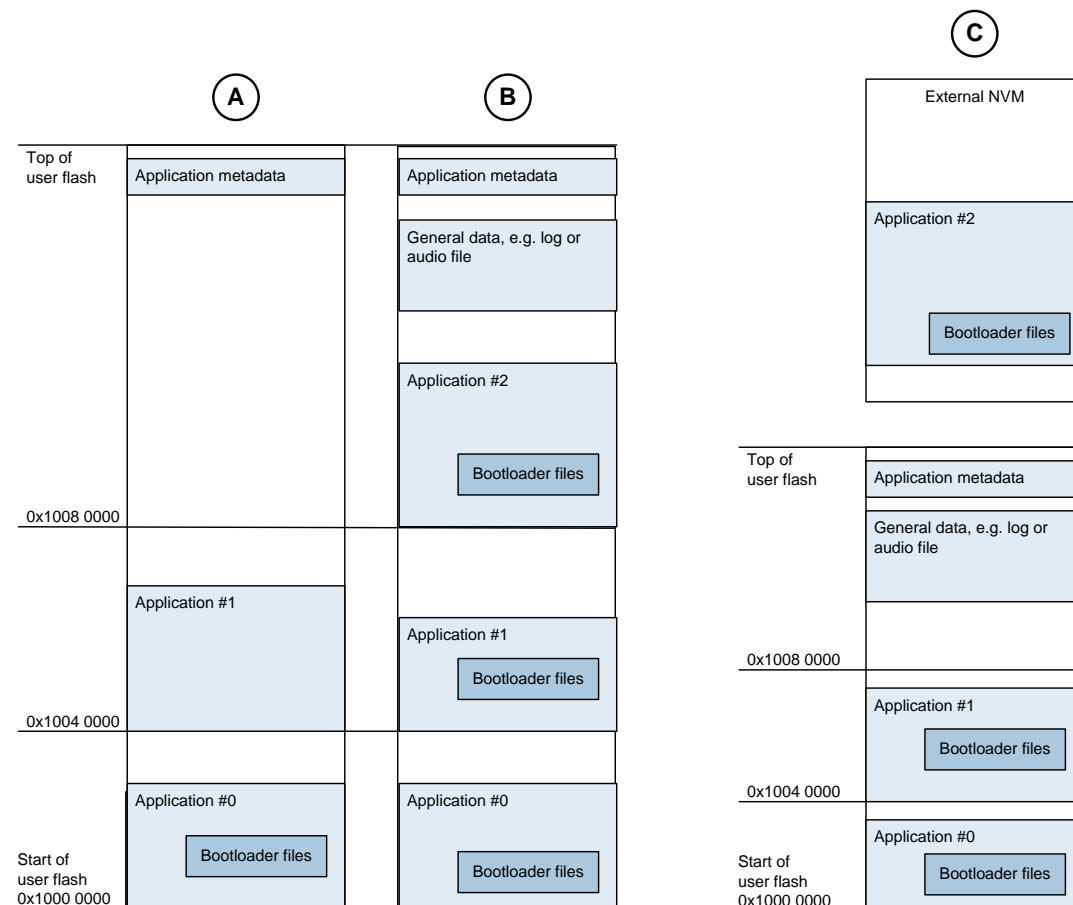 A
Top of
user flash
Application metadata
0x1008 0000
Application #1
0x1004 0000
Application #0
Bootloader files
Start of
user flash
0x1000 0000
B
Application metadata
General data, e.g. log or
audio file
Application #2
Bootloader files
Application #1
Bootloader files
Application #0
Bootloader files
C
External NVM
Application #2
Bootloader files
Top of
user flash
Application metadata
General data, e.g. log or
audio file
0x1008 0000
Application #1
Bootloader files
0x1004 0000
Application #0
Bootloader files
Start of
user flash
0x1000 0000